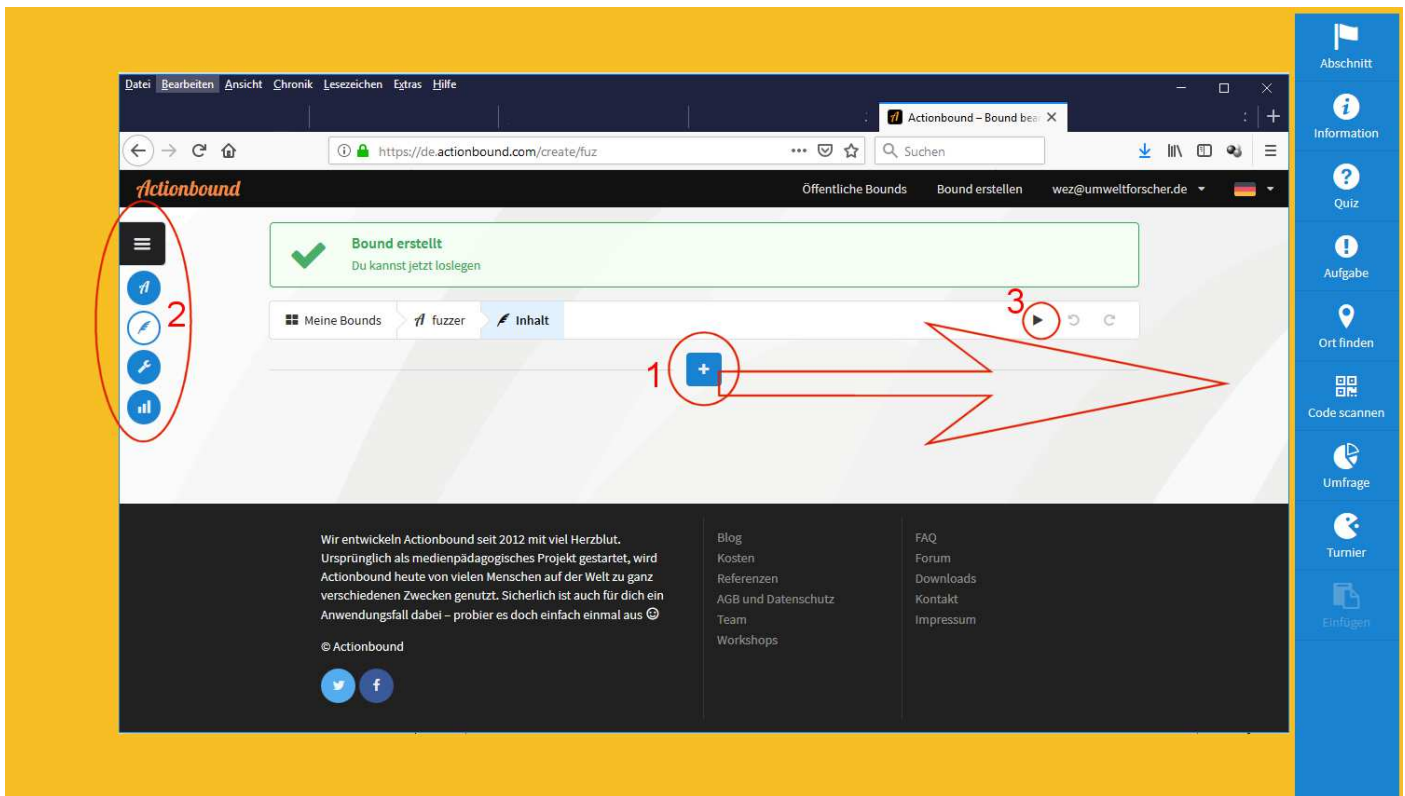 Datei Bearbeiten Ansicht Chronik Lesezeichen Extras Hilfe
Actionbound – Bound bear
https://de.actionbound.com/create/fuz
Suchen
Actionbound
Öffentliche Bounds Bound erstellen wez@umweltforscher.de
Bound erstellt
Du kannst jetzt loslegen
2
3
Meine Bounds fuzzer Inhalt
1
Wir entwickeln Actionbound seit 2012 mit viel Herzblut.
Ursprünglich als medienpädagogisches Projekt gestartet, wird
Actionbound heute von vielen Menschen auf der Welt zu ganz
verschiedenen Zwecken genutzt. Sicherlich ist auch für dich ein
Anwendungsfall dabei – probier es doch einfach einmal aus
© Actionbound
Blog
Kosten
Referenzen
AGB und Datenschutz
Team
Workshops
FAQ
Forum
Downloads
Kontakt
Impressum
Abschnitt
Information
Quiz
Aufgabe
Ort finden
Code scannen
Umfrage
Turnier
Einfügen